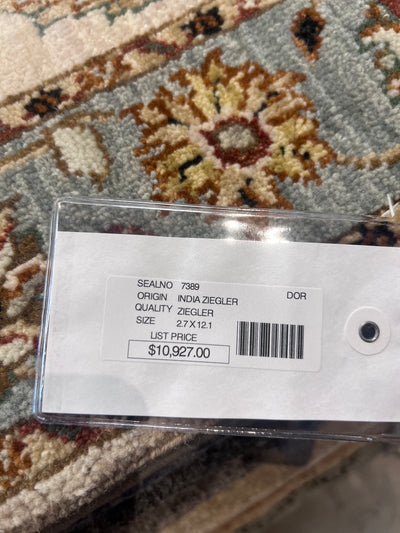 SEALNO 7389
ORIGIN INDIA ZIEGLER DOR
QUALITY ZIEGLER
SIZE 2.7 X 12.1
LIST PRICE
$10,927.00